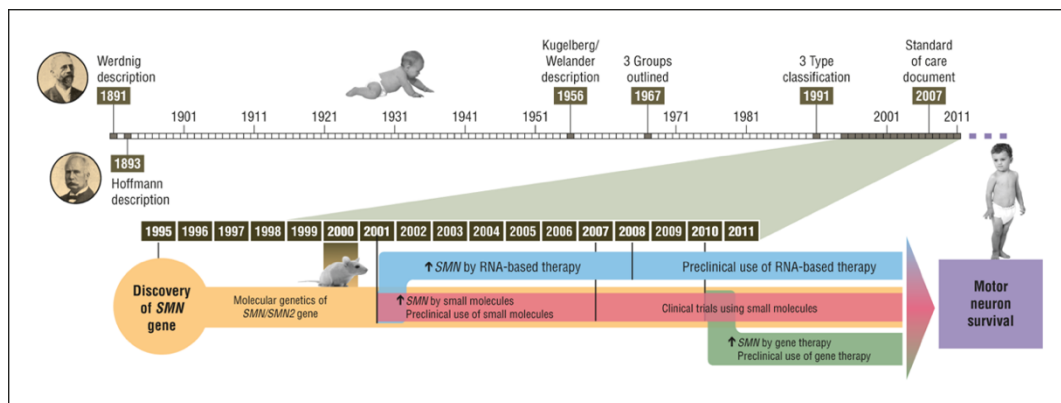 Werdnig
description
1891
Kugelberg/
Welander
description
1956
3 Groups
outlined
1967
3 Type
classification
1991
Standard
of care
document
2007
1901
1911
1921
1931
1941
1951
1971
1981
2001
2011
1893
Hoffmann
description
1995 1996 1997 1998 1999 2000 2001 2002 2003 2004 2005 2006 2007 2008 2009 2010 2011
Discovery
of SMN
gene
Molecular genetics of
SMN/SMN2 gene
↑ SMN by RNA-based therapy
Preclinical use of RNA-based therapy
↑ SMN by small molecules
Preclinical use of small molecules
Clinical trials using small molecules
↑ SMN by gene therapy
Preclinical use of gene therapy
Motor
neuron
survival